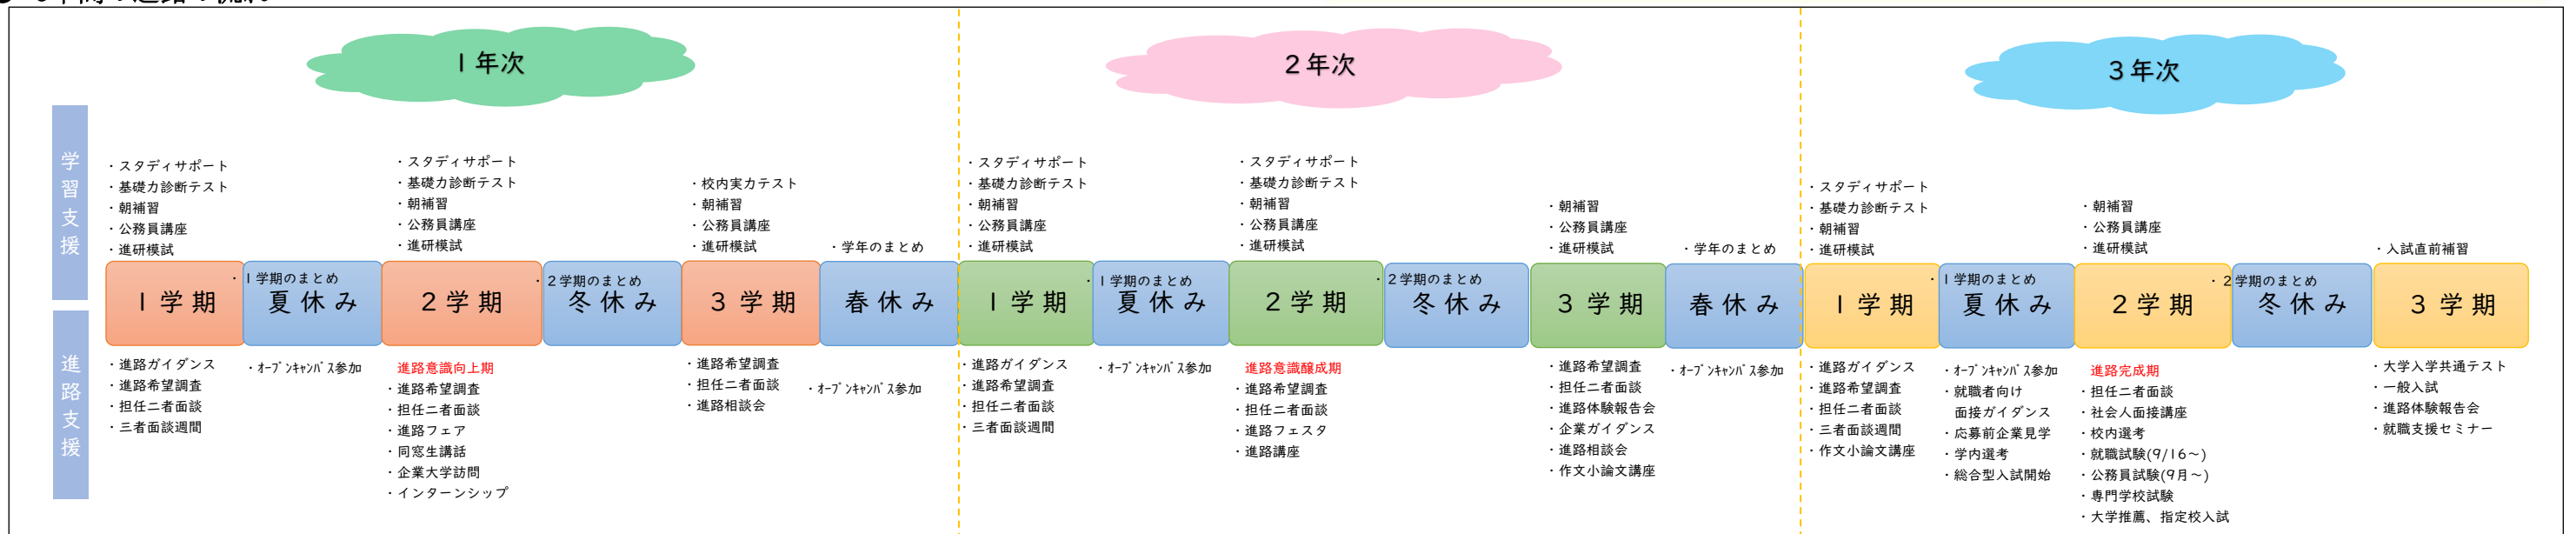 1年次
2年次
3年次
学習支援
・スタディサポート
・基礎力診断テスト
・朝補習
・公務員講座
・進研模試
・1学期のまとめ
・スタディサポート
・基礎力診断テスト
・朝補習
・公務員講座
・進研模試
・2学期のまとめ
・校内実力テスト
・朝補習
・公務員講座
・進研模試
・学年のまとめ
・スタディサポート
・基礎力診断テスト
・朝補習
・公務員講座
・進研模試
・1学期のまとめ
・スタディサポート
・基礎力診断テスト
・朝補習
・公務員講座
・進研模試
・2学期のまとめ
・朝補習
・公務員講座
・進研模試
・学年のまとめ
・スタディサポート
・基礎力診断テスト
・朝補習
・進研模試
・1学期のまとめ
・朝補習
・公務員講座
・進研模試
・2学期のまとめ
・入試直前補習
1学期
夏休み
2学期
冬休み
3学期
春休み
1学期
夏休み
2学期
冬休み
3学期
春休み
1学期
夏休み
2学期
冬休み
3学期
進路支援
・進路ガイダンス
・進路希望調査
・担任二者面談
・三者面談週間
・ｵｰﾌﾟﾝｷｬﾝﾊﾟｽ参加
進路意識向上期
・進路希望調査
・担任二者面談
・進路フェア
・同窓生講話
・企業大学訪問
・インターンシップ
・進路希望調査
・担任二者面談
・進路相談会
・ｵｰﾌﾟﾝｷｬﾝﾊﾟｽ参加
・進路ガイダンス
・進路希望調査
・担任二者面談
・三者面談週間
・ｵｰﾌﾟﾝｷｬﾝﾊﾟｽ参加
進路意識醸成期
・進路希望調査
・担任二者面談
・進路フェスタ
・進路講座
・進路希望調査
・担任二者面談
・進路体験報告会
・企業ガイダンス
・進路相談会
・作文小論文講座
・ｵｰﾌﾟﾝｷｬﾝﾊﾟｽ参加
・進路ガイダンス
・進路希望調査
・担任二者面談
・三者面談週間
・作文小論文講座
・ｵｰﾌﾟﾝｷｬﾝﾊﾟｽ参加
・就職者向け
面接ガイダンス
・応募前企業見学
・学内選考
・総合型入試開始
進路完成期
・担任二者面談
・社会人面接講座
・校内選考
・就職試験(9/16～)
・公務員試験(9月～)
・専門学校試験
・大学推薦、指定校入試
・大学入学共通テスト
・一般入試
・進路体験報告会
・就職支援セミナー